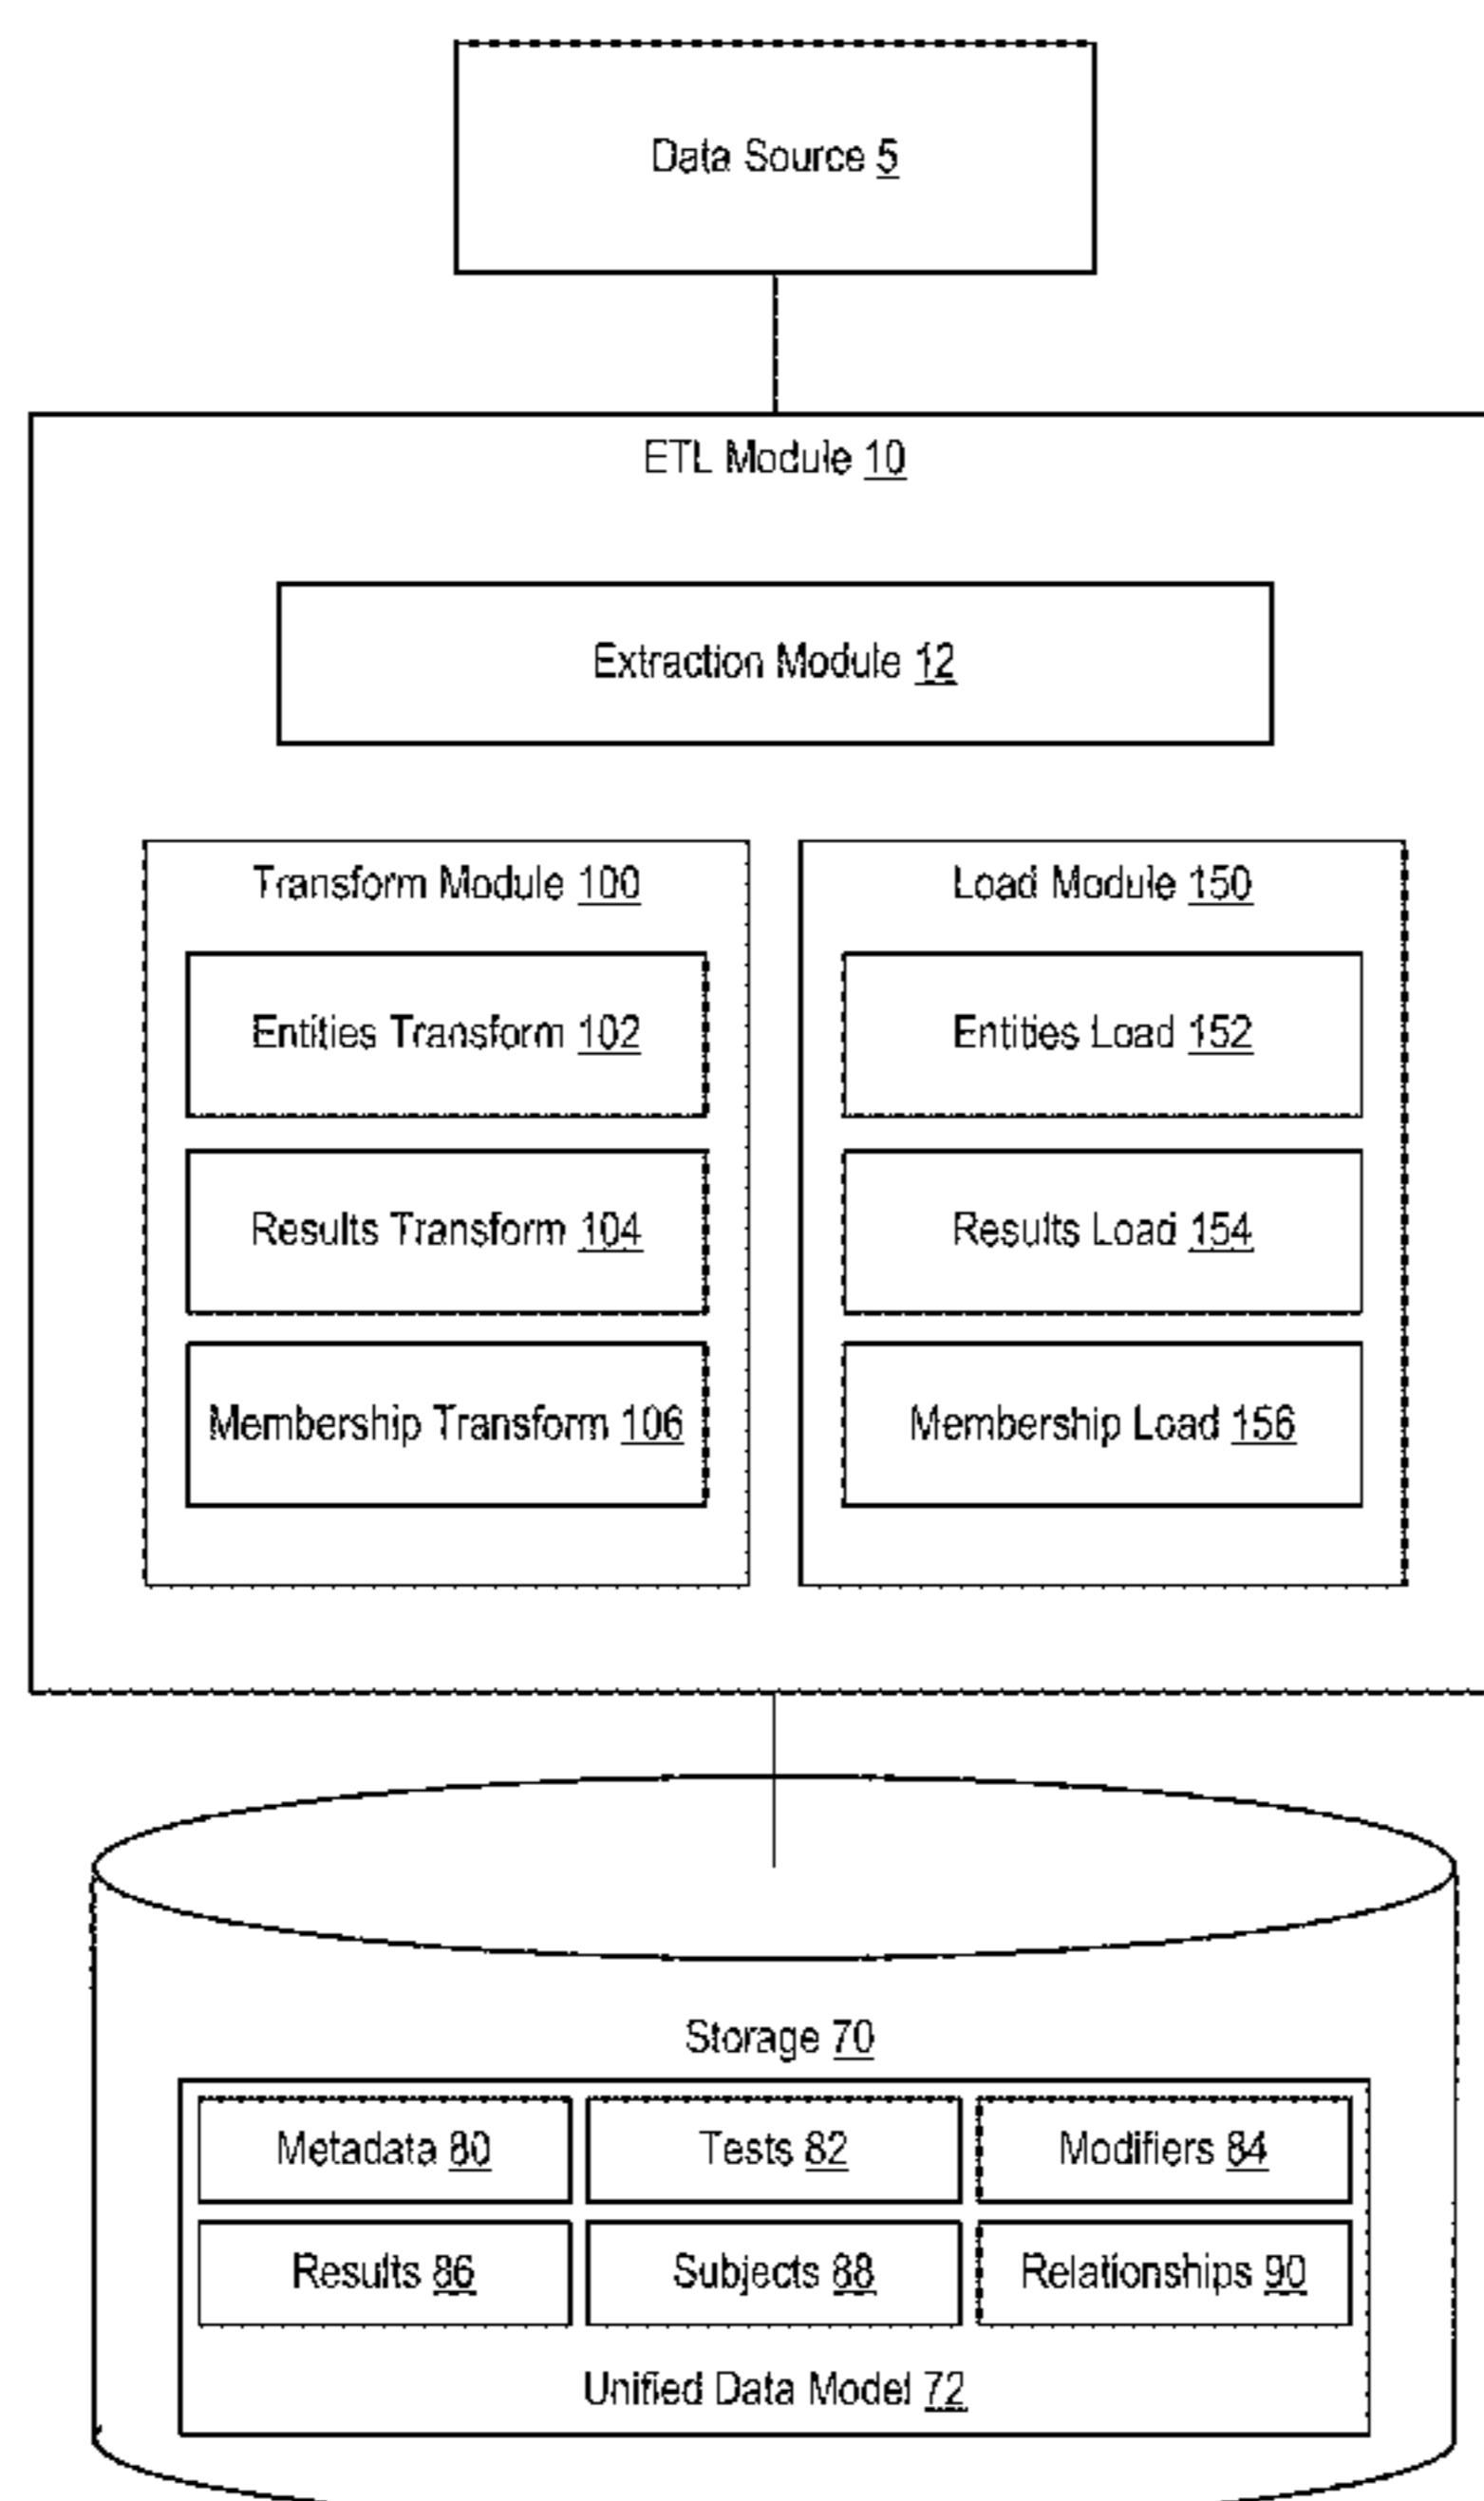 Data Source 5
ETL Module 10
Extraction Module 12
Transform Module 100
Entities Transform 102
Results Transform 104
Membership Transform 106
Load Module 150
Entities Load 152
Results Load 154
Membership Load 156
Storage 70
Metadata 80
Tests 82
Modifiers 84
Results 86
Subjects 88
Relationships 90
Unified Data Model 72